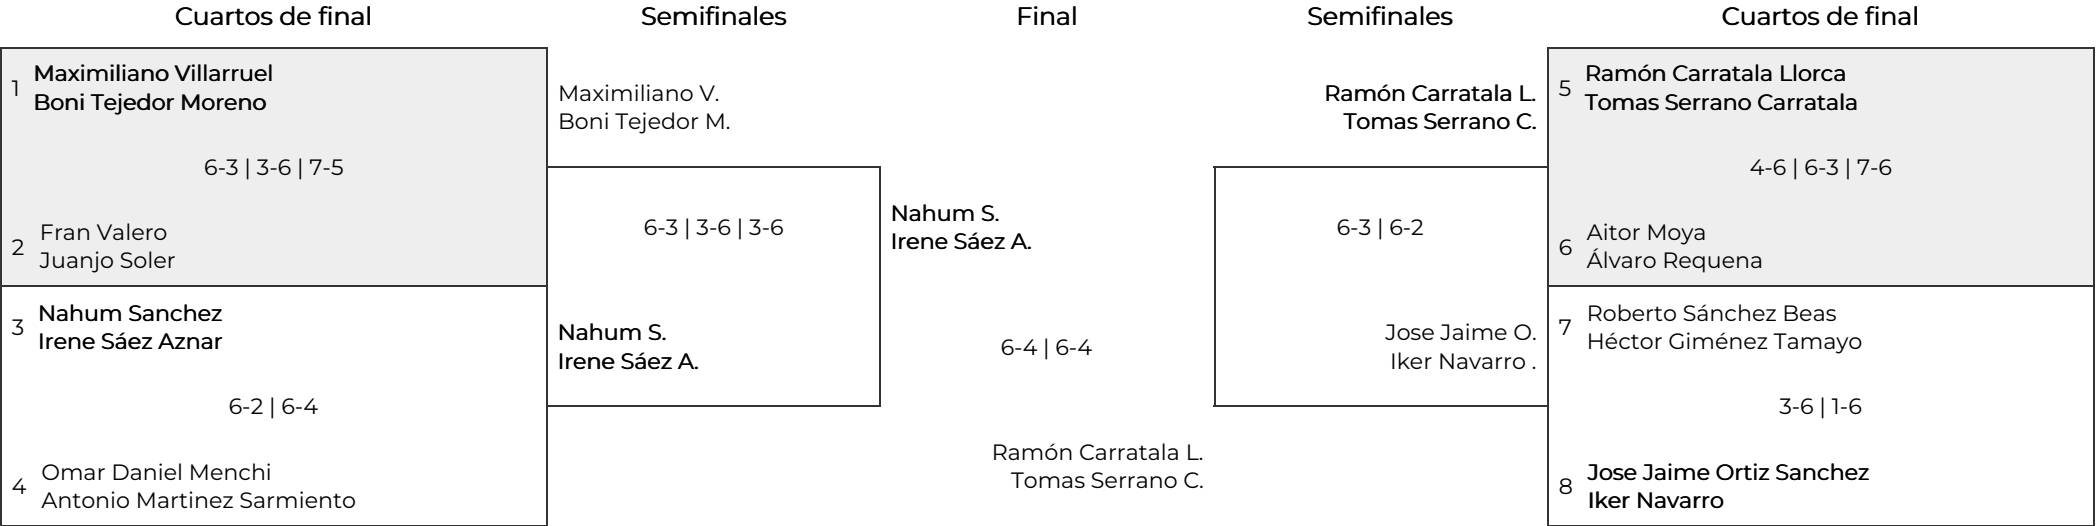 Cuartos de final
Semifinales
Final
Semifinales
Cuartos de final
1
Maximiliano Villarruel
Boni Tejedor Moreno
6-3 | 3-6 | 7-5
2
Fran Valero
Juanjo Soler
3
Nahum Sanchez
Irene Sáez Aznar
6-2 | 6-4
4
Omar Daniel Menchi
Antonio Martinez Sarmiento
Maximiliano V.
Boni Tejedor M.
6-3 | 3-6 | 3-6
Nahum S.
Irene Sáez A.
Nahum S.
Irene Sáez A.
6-4 | 6-4
Ramón Carratala L.
Tomas Serrano C.
Ramón Carratala L.
Tomas Serrano C.
6-3 | 6-2
Jose Jaime O.
Iker Navarro .
5
Ramón Carratala Llorca
Tomas Serrano Carratala
4-6 | 6-3 | 7-6
6
Aitor Moya
Álvaro Requena
7
Roberto Sánchez Beas
Héctor Giménez Tamayo
3-6 | 1-6
8
Jose Jaime Ortiz Sanchez
Iker Navarro